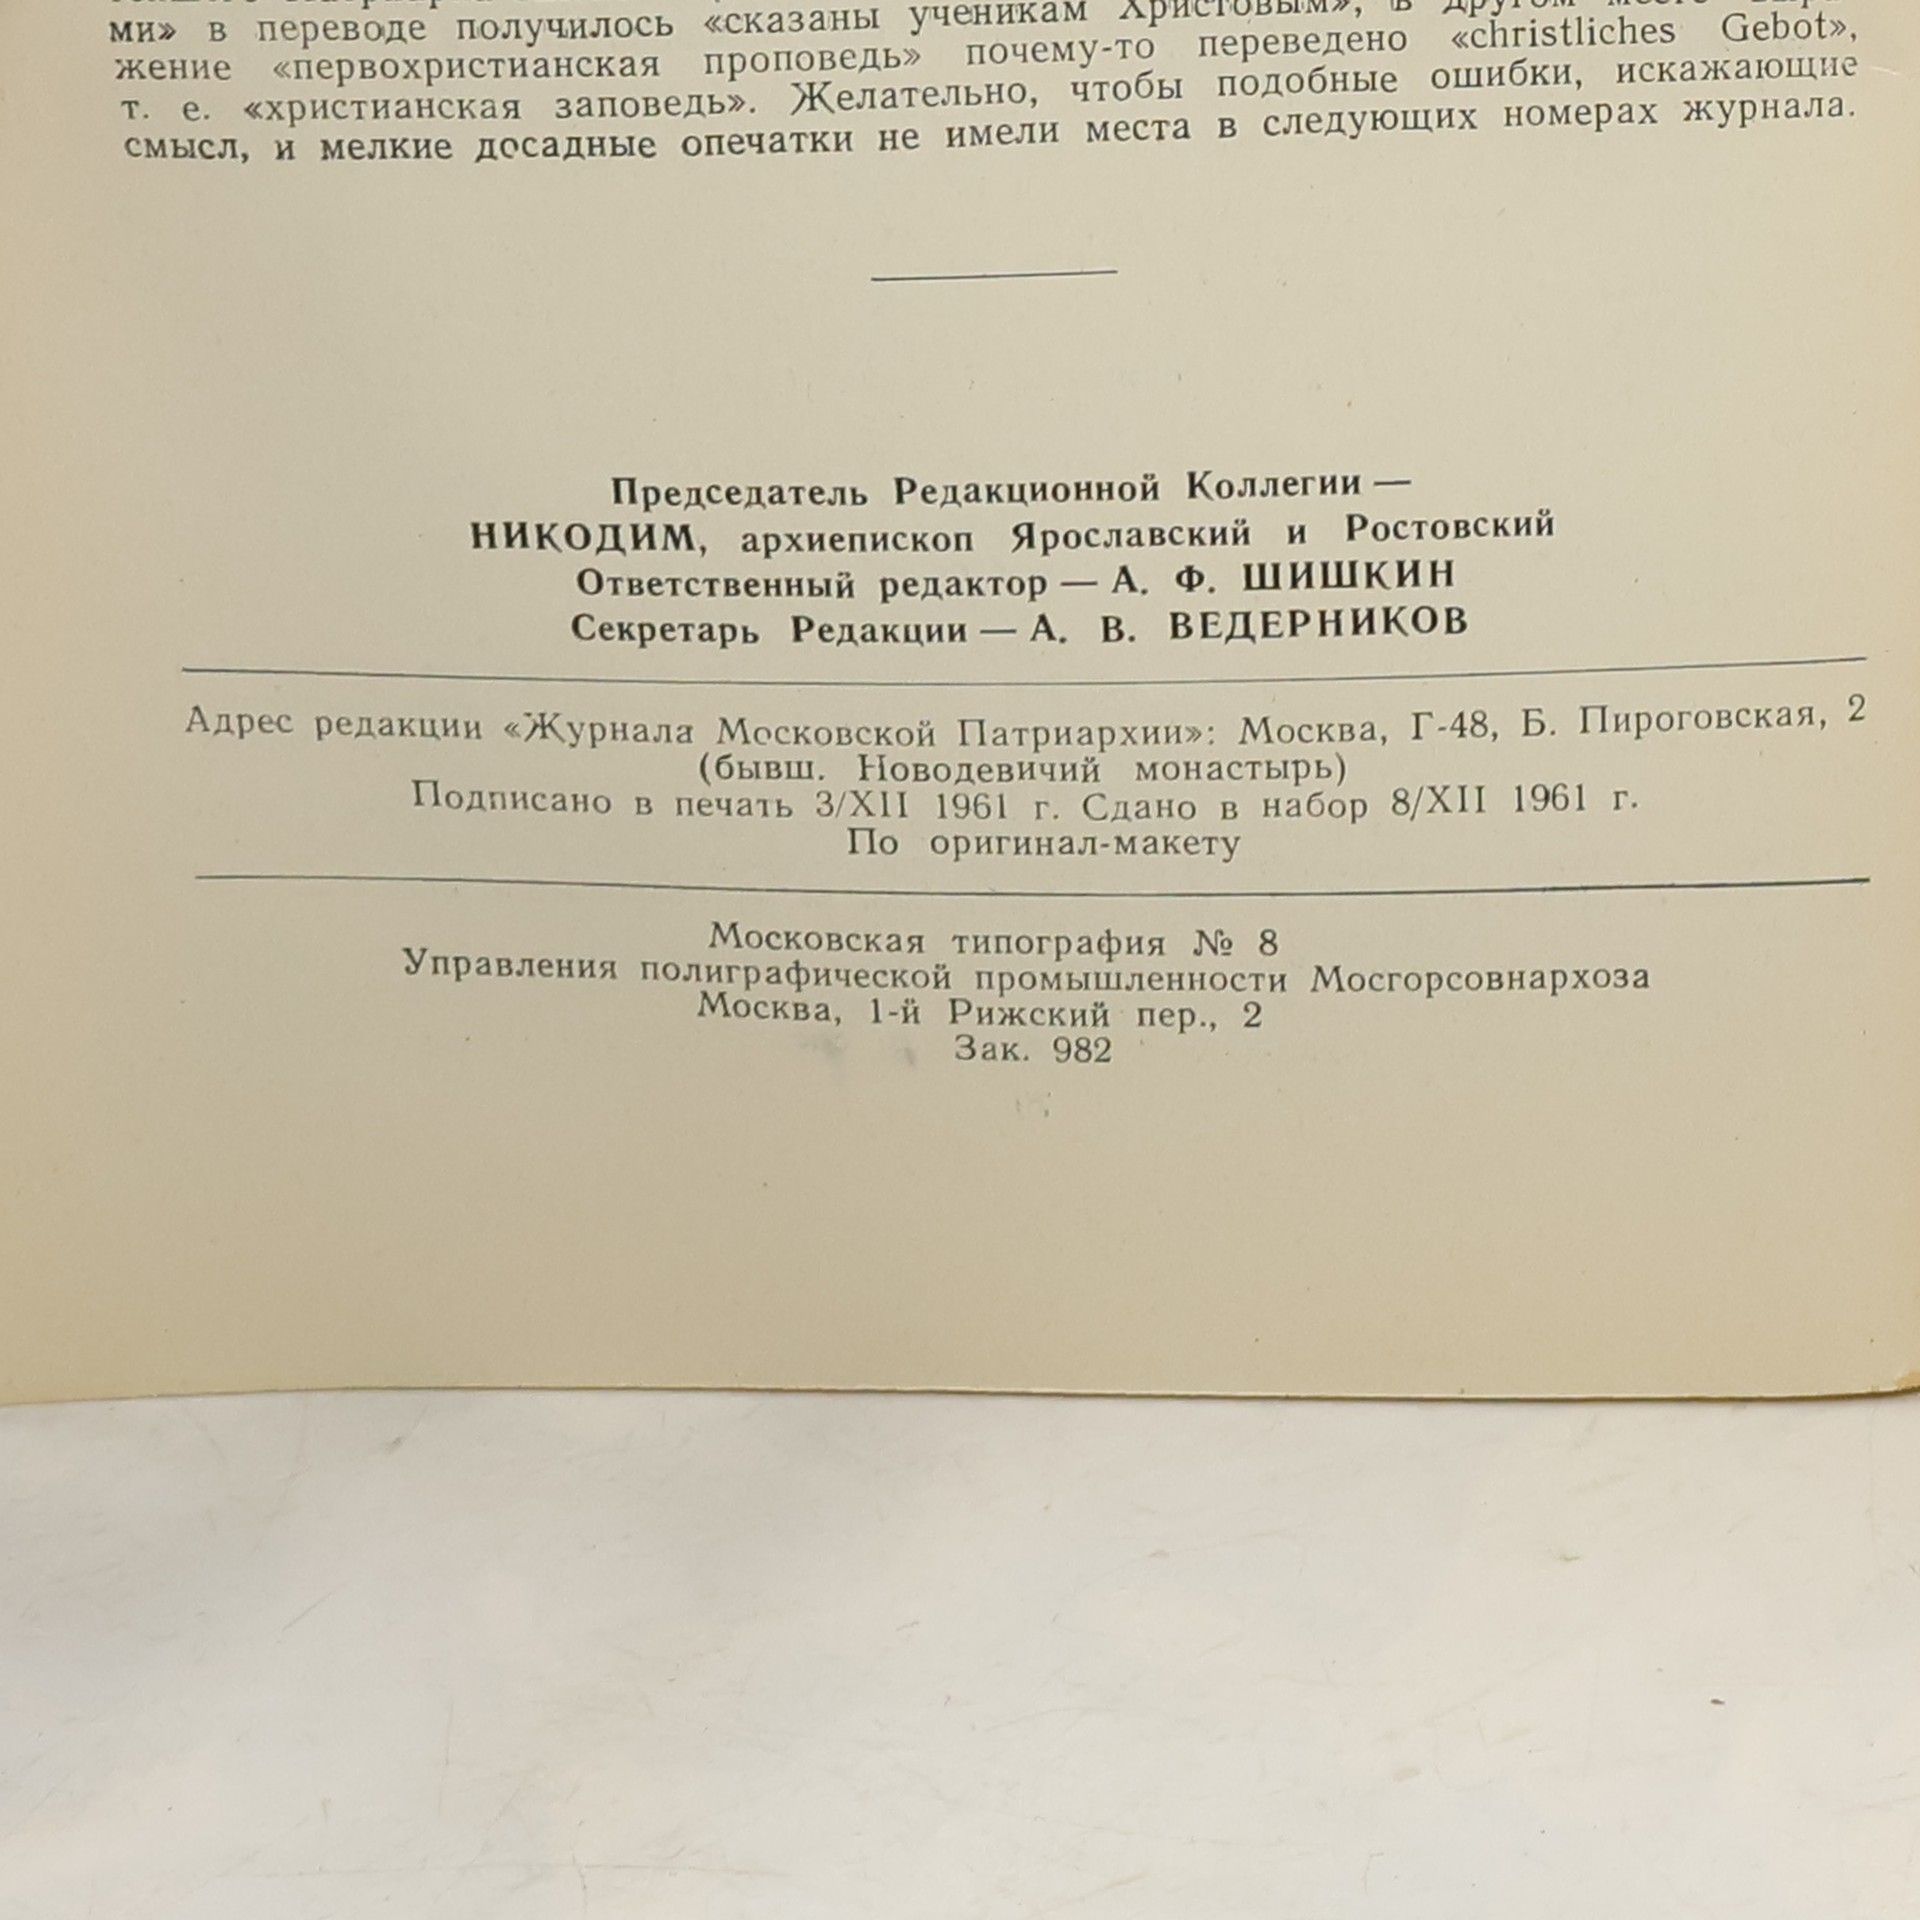 ми» в переводе получилось «сказаны ученикам Христовым», в другом месте
жение «первохристианская проповедь» почему-то переведено «christliches Gebot»,
т. е. «христианская заповедь». Желательно, чтобы подобные ошибки, искажающие
смысл, и мелкие досадные опечатки не имели места в следующих номерах журнала.
Председатель Редакционной Коллегии —
НИКОДИМ, архиепископ Ярославский и Ростовский
Ответственный редактор — А. Ф. ШИШКИН
Секретарь Редакции — А. В. ВЕДЕРНИКОВ
Адрес редакции «Журнала Московской Патриархии»: Москва, Г-48, Б. Пироговская, 2
(бывш. Новодевичий монастырь)
Подписано в печать 3/XII 1961 г. Сдано в набор 8/XII 1961 г.
По оригинал-макету
Московская типография № 8
Управления полиграфической промышленности Мосгорсовнархоза
Москва, 1-й Рижский пер., 2
Зак. 982